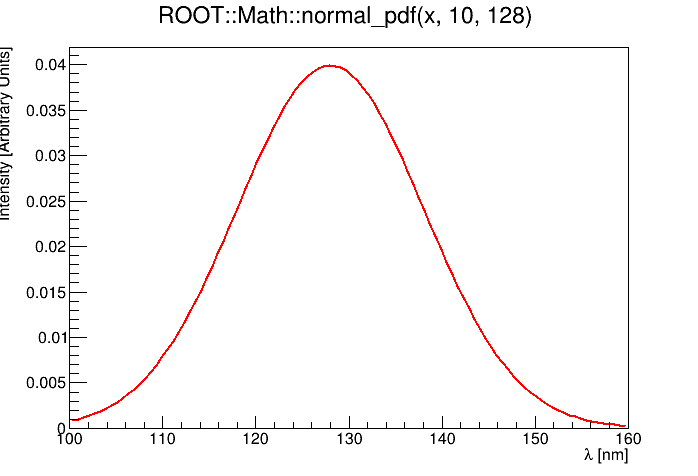 ROOT::Math::normal_pdf(x, 10, 128)
Intensity [Arbitrary Units]
0.04
0.035
0.03
0.025
0.02
0.015
0.01
0.005
0
100 110 120 130 140 150 160
λ [nm]